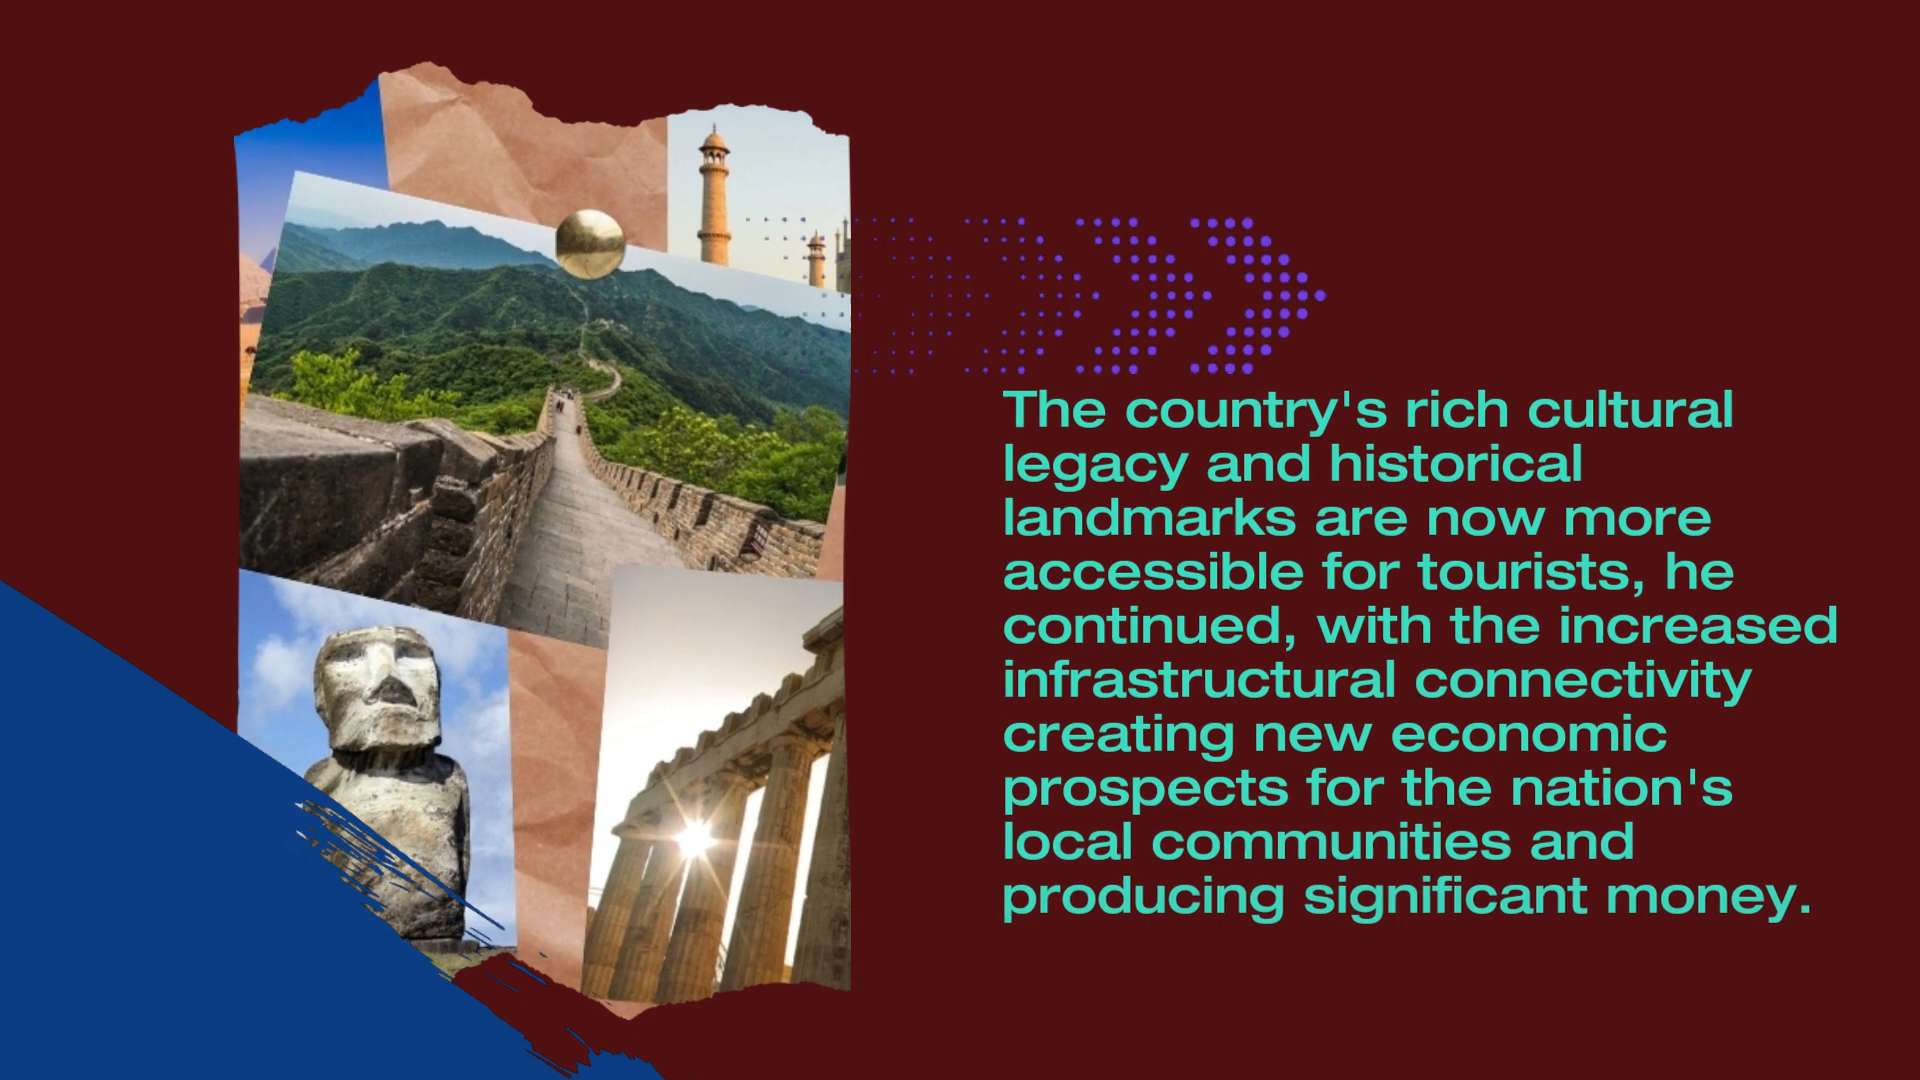 The country's rich cultural
legacy and historical
landmarks are now more
accessible for tourists, he
continued, with the increased
infrastructural connectivity
creating new economic
prospects for the nation's
local communities and
producing significant money.